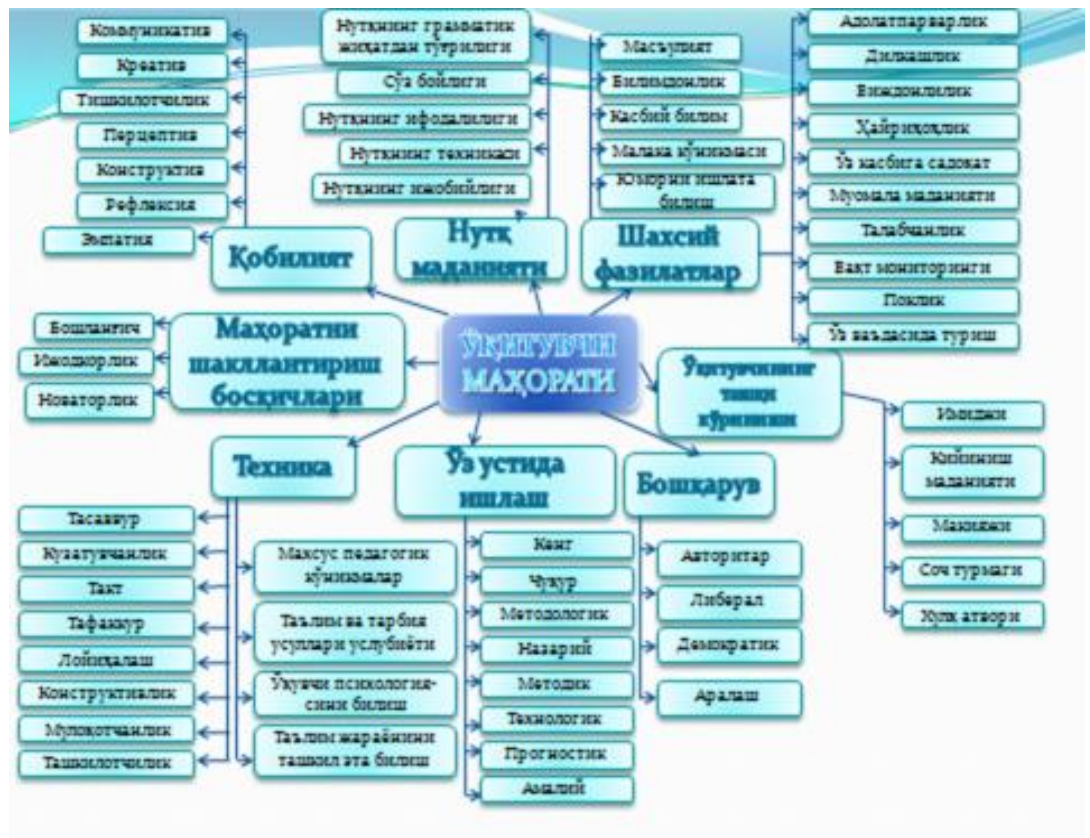 Коммуникатив
Креатив
Тишкилотчилик
Перцептив
Конструктив
Рефлексия
Эмпатия
Қобилият
Нутқнинг грамматик
жиҳатдан тўғрилиги
Сўз бойлиги
Нутқнинг ифодалилиги
Нутқнинг техникаси
Нутқнинг ижобийлиги
Нутқ
маданияти
Масъулият
Билимдонлик
Касбий билим
Малака кўникмаси
Юморни ишлата
билиш
Шахсий
фазилатлар
Адолатпарварлик
Дилкашлик
Виждонлилик
Ҳайрихоҳлик
Ўз касбига садоқат
Муомала маданияти
Талабчанлик
Вақт мониторинги
Поклик
Ўз ваъдасида туриш
Бошланғич
Ижодкорлик
Новаторлик
Маҳоратни
шакллантириш
босқичлари
ЎҚИТУВЧИ
МАҲОРАТИ
Ўқитувчининг
ташқи
кўриниши
Имиджи
Кийиниш
маданияти
Макияжи
Соч турмаги
Хулқ атвори
Техника
Тасаввур
Кузатувчанлик
Такт
Тафаккур
Лойиҳалаш
Конструктивлик
Мулоқотчанлик
Ташкилотчилик
Махсус педагогик
кўникмалар
Таълим ва тарбия
усуллари услубиёти
Ўқувчи психология-
сини билиш
Таълим жараёнини
ташкил эта билиш
Ўз устида
ишлаш
Кенг
Чуқур
Методологик
Назарий
Методик
Технологик
Прогностик
Амалий
Бошқарув
Авторитар
Либерал
Демократик
Аралаш